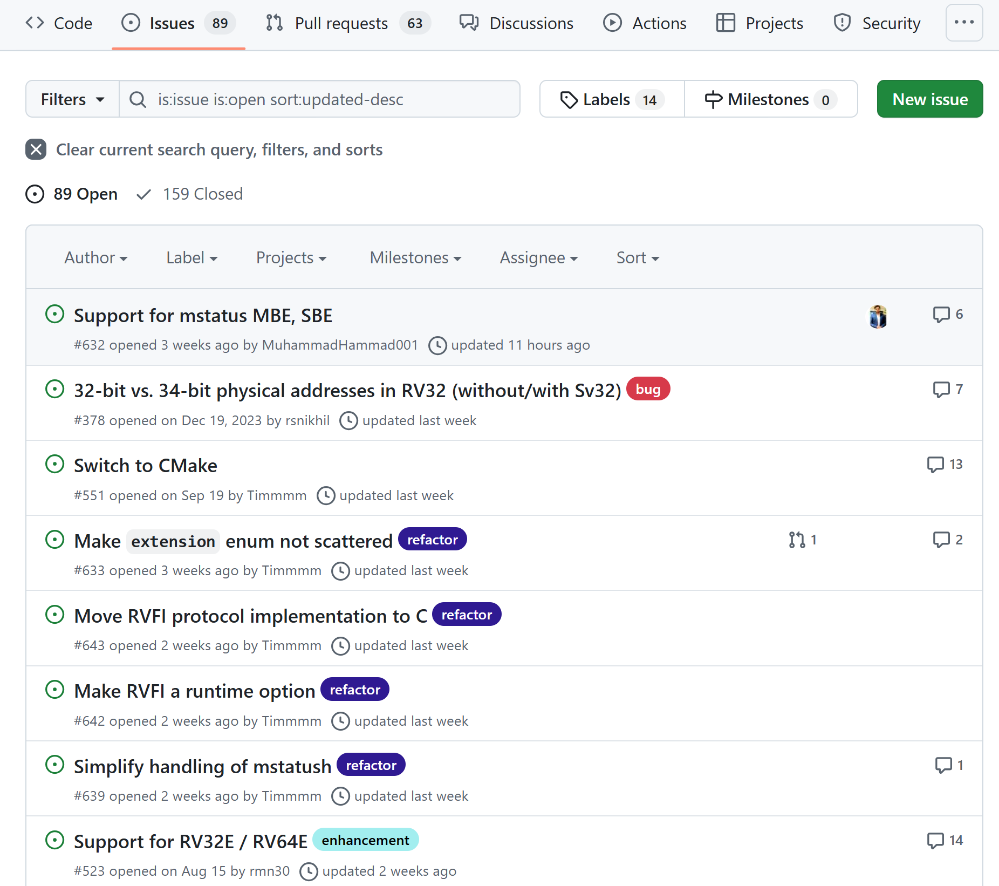 Code Issues 89 Pull requests 63 Discussions Actions Projects Security
Filters is:issue is:open sort:updated-desc Labels 14 Milestones 0 New issue
Clear current search query, filters, and sorts
89 Open 159 Closed
Author Label Projects Milestones Assignee Sort
Support for mstatus MBE, SBE 6
#632 opened 3 weeks ago by MuhammadHammad001 updated 11 hours ago
32-bit vs. 34-bit physical addresses in RV32 (without/with Sv32) bug 7
#378 opened on Dec 19, 2023 by rsnikhil updated last week
Switch to CMake 13
#551 opened on Sep 19 by Timmmm updated last week
Make extension enum not scattered refactor 1 2
#633 opened 3 weeks ago by Timmmm updated last week
Move RVFI protocol implementation to C refactor
#643 opened 2 weeks ago by Timmmm updated last week
Make RVFI a runtime option refactor
#642 opened 2 weeks ago by Timmmm updated last week
Simplify handling of mstatush refactor 1
#639 opened 2 weeks ago by Timmmm updated last week
Support for RV32E / RV64E enhancement 14
#523 opened on Aug 15 by rmn30 updated 2 weeks ago